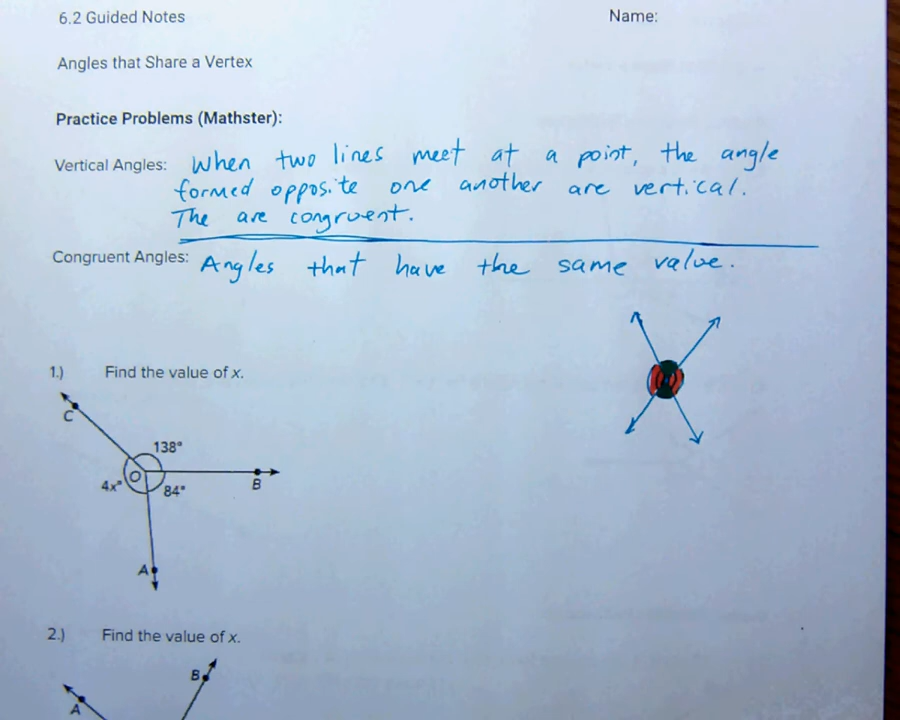 6.2 Guided Notes
Name:
Angles that Share a Vertex
Practice Problems (Mathster):
Vertical Angles: When two lines meet at a point, the angle
formed opposite one another are vertical.
The are congruent.
Congruent Angles: Angles that have the same value.
1.) Find the value of x.
C
138°
O
4x°
84°
B
A
2.) Find the value of x.
B
A